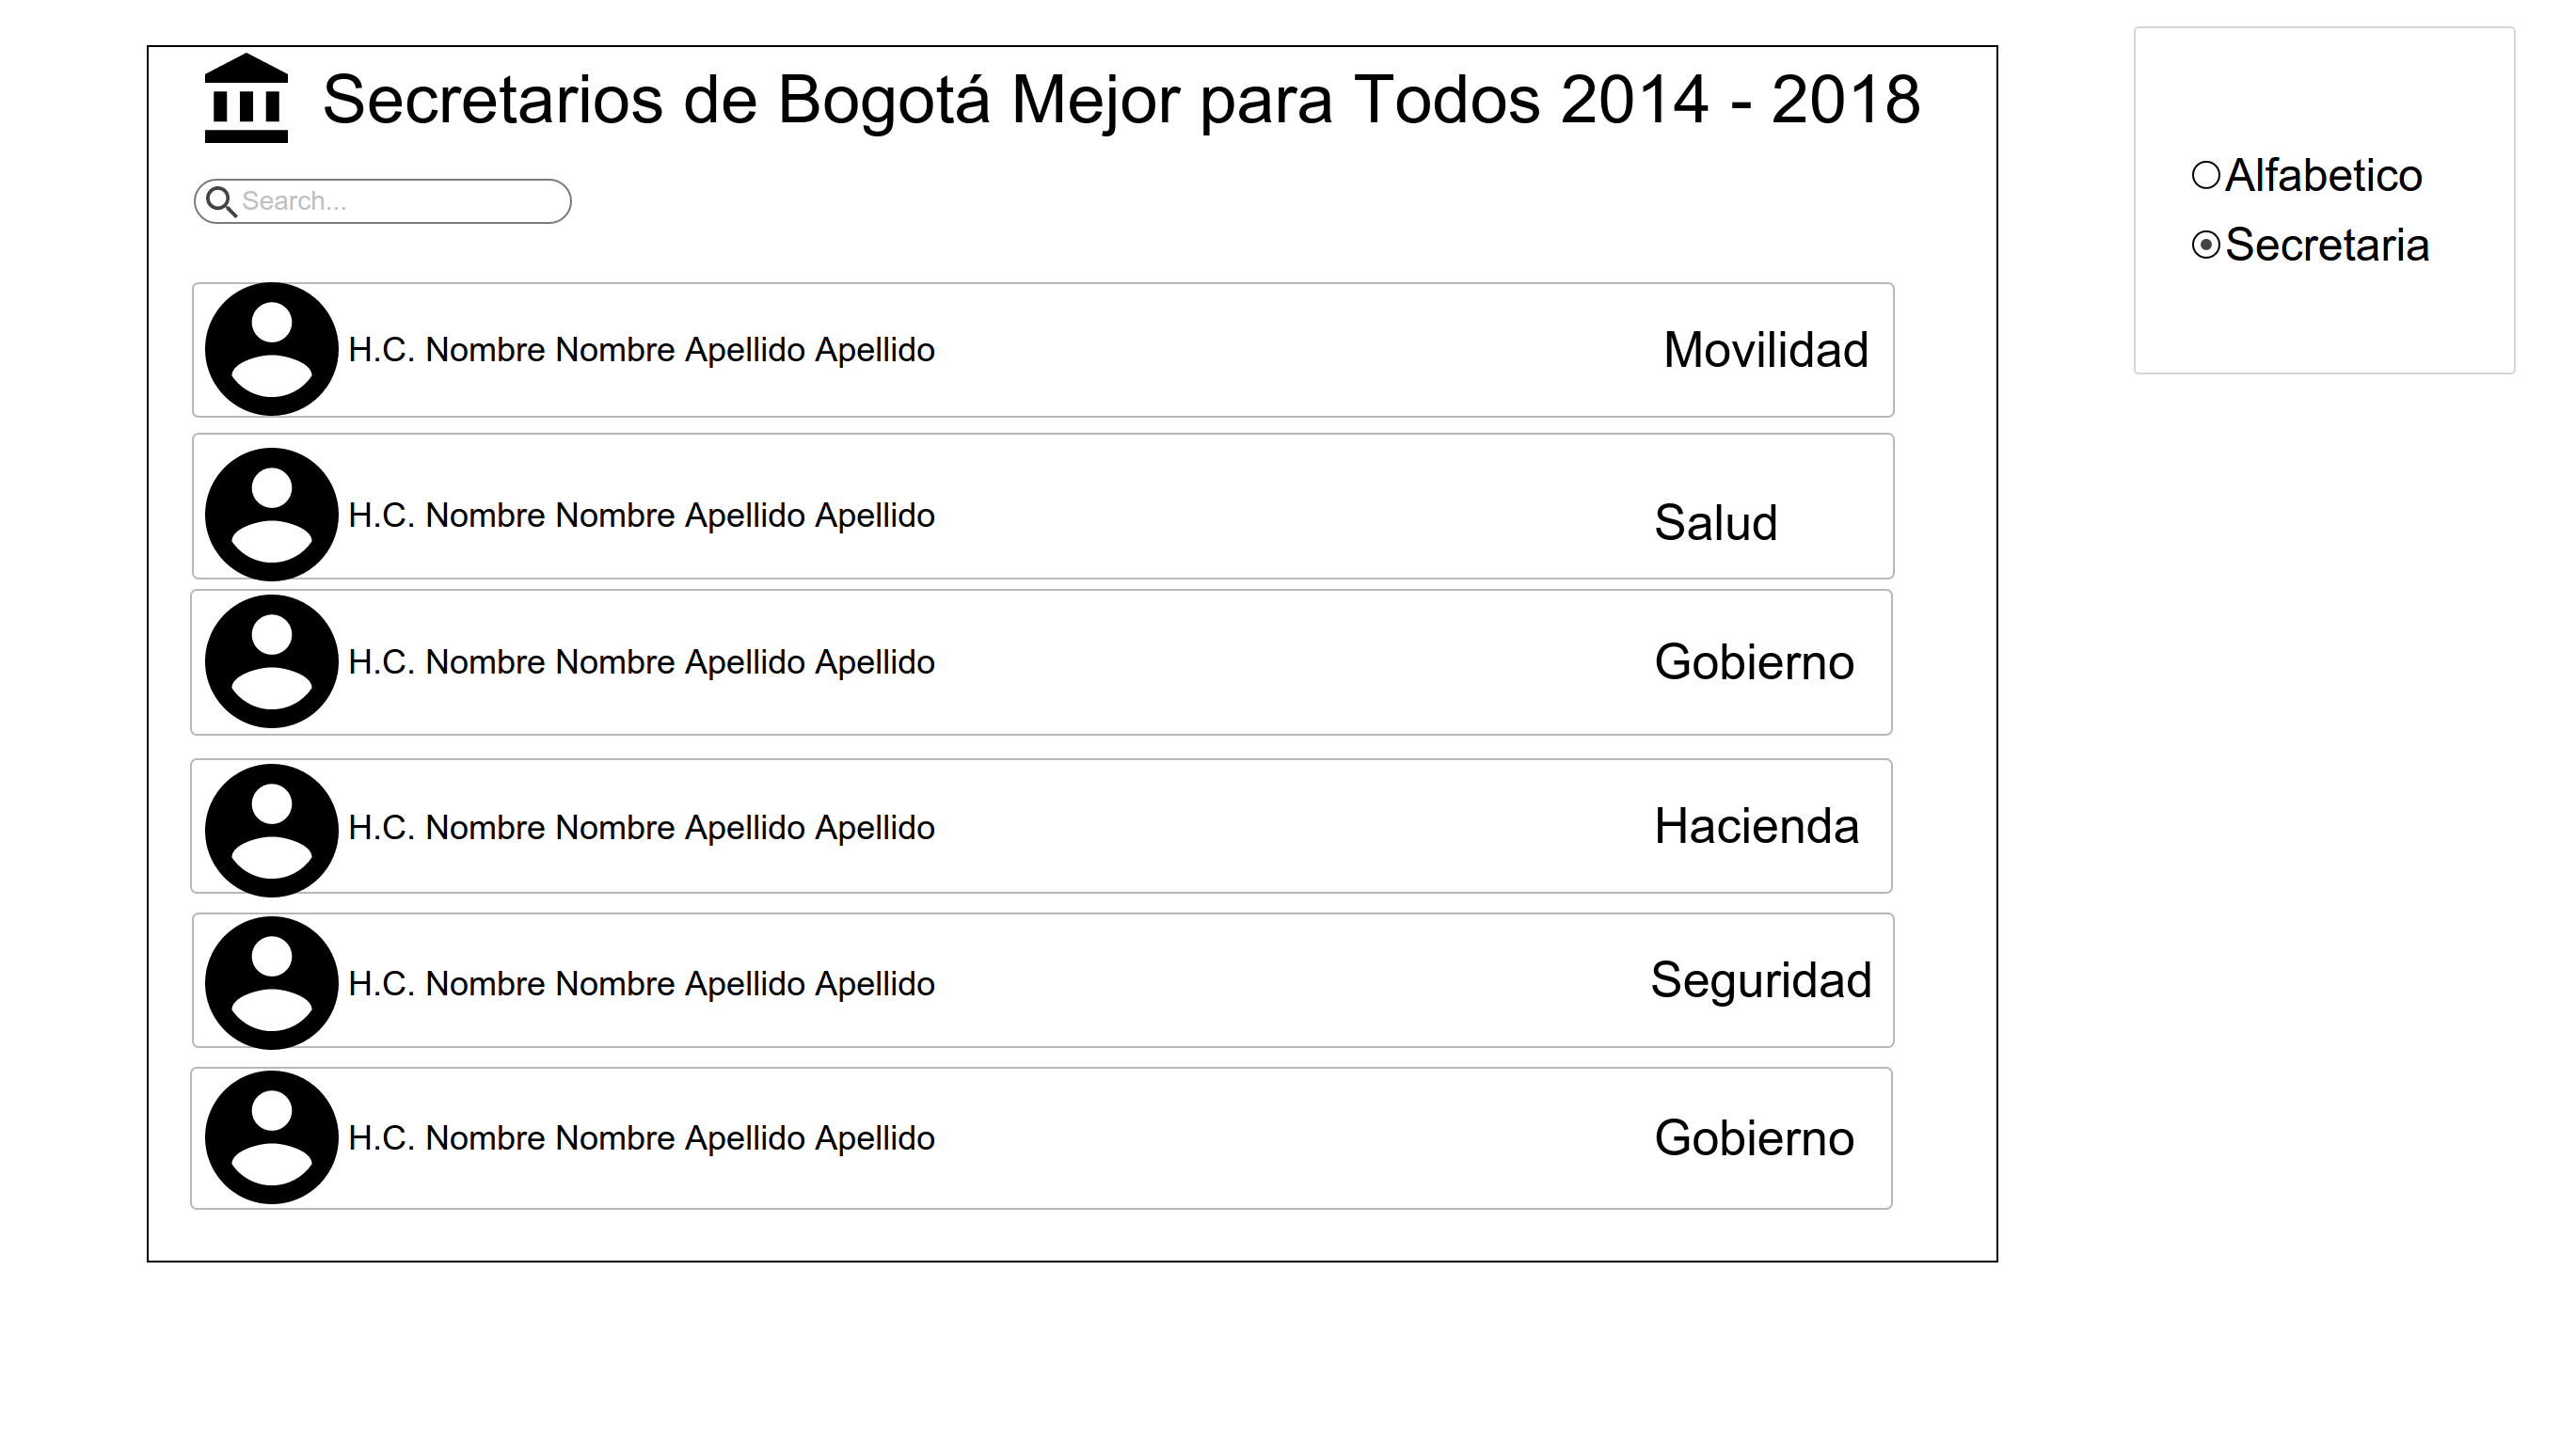 Secretarios de Bogotá Mejor para Todos 2014 - 2018
Search...
H.C. Nombre Nombre Apellido Apellido Movilidad
H.C. Nombre Nombre Apellido Apellido Salud
H.C. Nombre Nombre Apellido Apellido Gobierno
H.C. Nombre Nombre Apellido Apellido Hacienda
H.C. Nombre Nombre Apellido Apellido Seguridad
H.C. Nombre Nombre Apellido Apellido Gobierno
Alfabetico
Secretaria